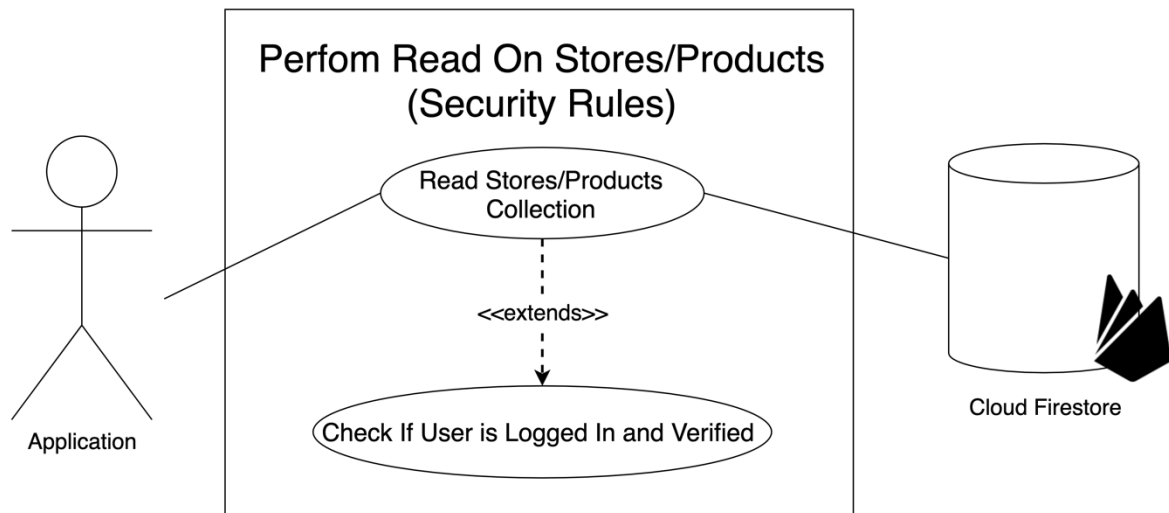 Perfom Read On Stores/Products
(Security Rules)
Read Stores/Products
Collection
<<extends>>
Check If User is Logged In and Verified
Application
Cloud Firestore